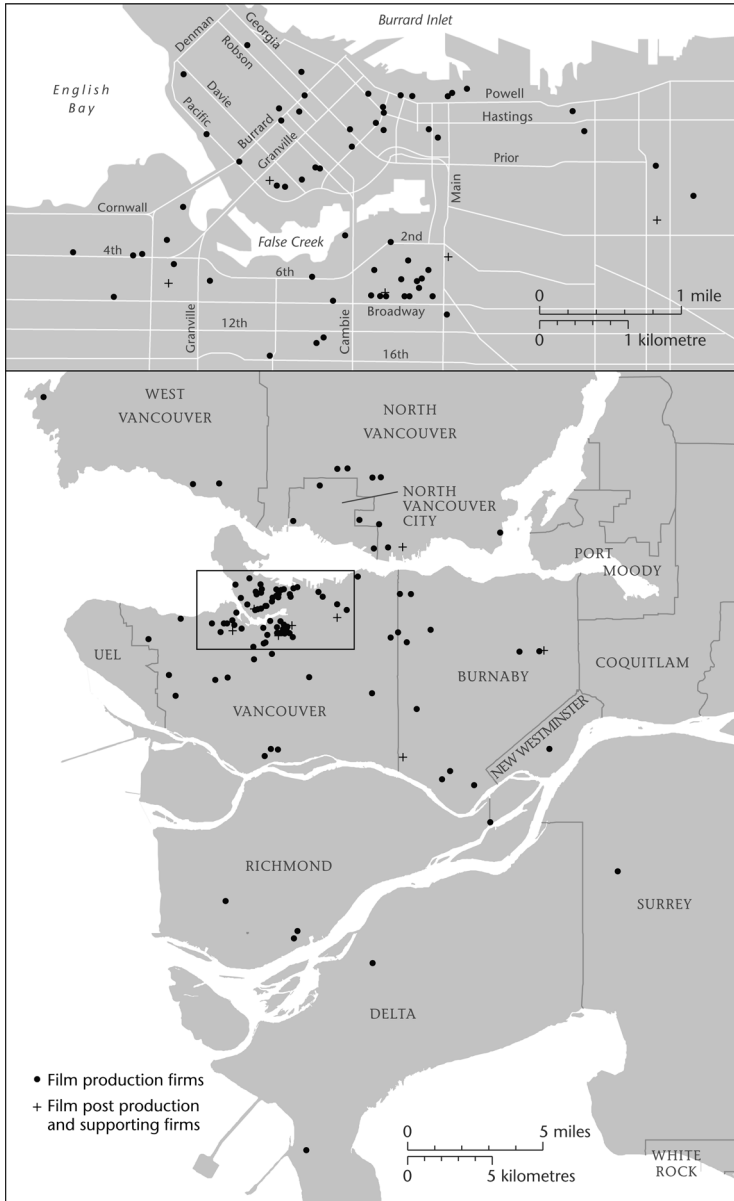 Burrard Inlet
English
Bay
Denman
Georgia
Robson
Davie
Pacific
Burrard
Granville
Powell
Hastings
Prior
Main
Cornwall
False Creek
2nd
4th
6th
Broadway
Granville
12th
Cambie
16th
0 1 mile
0 1 kilometre
WEST
VANCOUVER
NORTH
VANCOUVER
NORTH
VANCOUVER
CITY
PORT
MOODY
UEL
VANCOUVER
BURNABY
COQUITLAM
NEW WESTMINSTER
RICHMOND
SURREY
DELTA
Film production firms
Film post production
and supporting firms
0 5 miles
0 5 kilometres
WHITE
ROCK